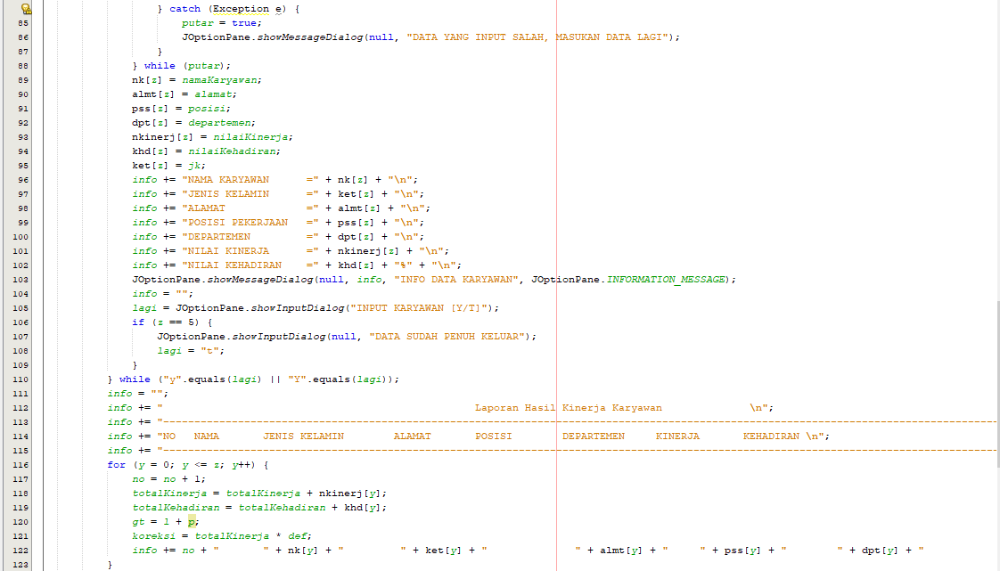 } catch (Exception e) {
85 putar = true;
86 JOptionPane.showMessageDialog(null, "DATA YANG INPUT SALAH, MASUKAN DATA LAGI");
87 }
88 } while (putar);
89 nk[z] = namaKaryawan;
90 almt[z] = alamat;
91 pss[z] = posisi;
92 dpt[z] = departemen;
93 nkinerj[z] = nilaiKinerja;
94 khd[z] = nilaiKehadiran;
95 ket[z] = jk;
96 info += "NAMA KARYAWAN      =" + nk[z] + "\n";
97 info += "JENIS KELAMIN      =" + ket[z] + "\n";
98 info += "ALAMAT             =" + almt[z] + "\n";
99 info += "POSISI PEKERJAAN   =" + pss[z] + "\n";
100 info += "DEPARTEMEN         =" + dpt[z] + "\n";
101 info += "NILAI KINERJA      =" + nkinerj[z] + "\n";
102 info += "NILAI KEHADIRAN    =" + khd[z] + "%" + "\n";
103 JOptionPane.showMessageDialog(null, info, "INFO DATA KARYAWAN", JOptionPane.INFORMATION_MESSAGE);
104 info = "";
105 lagi = JOptionPane.showInputDialog("INPUT KARYAWAN [Y/T]");
106 if (z == 5) {
107 JOptionPane.showInputDialog(null, "DATA SUDAH PENUH KELUAR");
108 lagi = "t";
109 }
110 } while ("y".equals(lagi) || "Y".equals(lagi));
111 info = "";
112 info += "                                                  Laporan Hasil Kinerja Karyawan              \n";
113 info += "--------------------------------------------------------------------------------------------------------------------------------------
114 info += "NO   NAMA       JENIS KELAMIN        ALAMAT       POSISI        DEPARTEMEN     KINERJA       KEHADIRAN \n";
115 info += "--------------------------------------------------------------------------------------------------------------------------------------
116 for (y = 0; y <= z; y++) {
117 no = no + 1;
118 totalKinerja = totalKinerja + nkinerj[y];
119 totalKehadiran = totalKehadiran + khd[y];
120 gt = 1 + p;
121 koreksi = totalKinerja * def;
122 info += no + "       " + nk[y] + "         " + ket[y] + "              " + almt[y] + "     " + pss[y] + "        " + dpt[y] + "
123 }